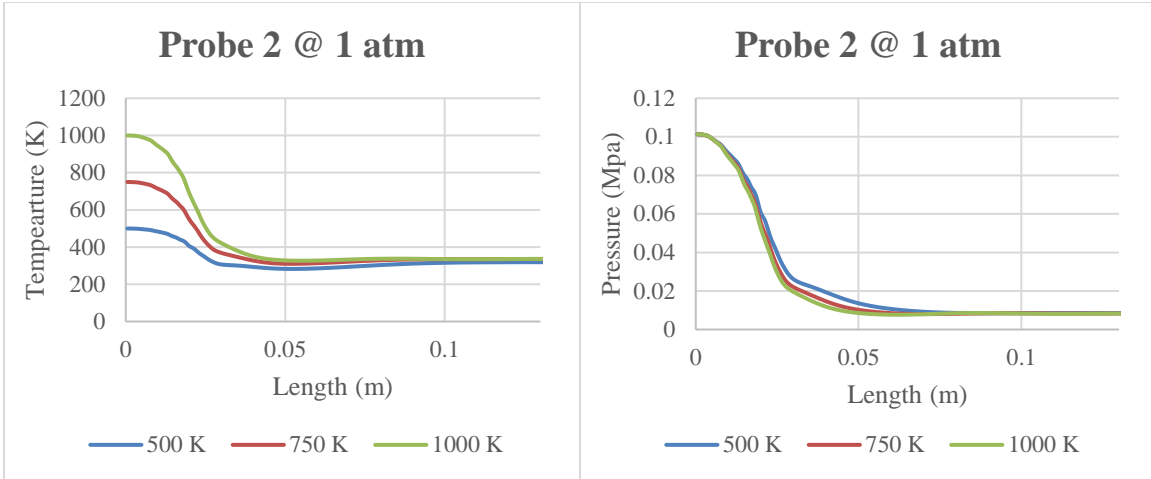 Probe 2 @ 1 atm
Tempearture (K)
1200
1000
800
600
400
200
0
0 0.05 0.1
Length (m)
500 K 750 K 1000 K
Probe 2 @ 1 atm
Pressure (Mpa)
0.12
0.1
0.08
0.06
0.04
0.02
0
0 0.05 0.1
Length (m)
500 K 750 K 1000 K